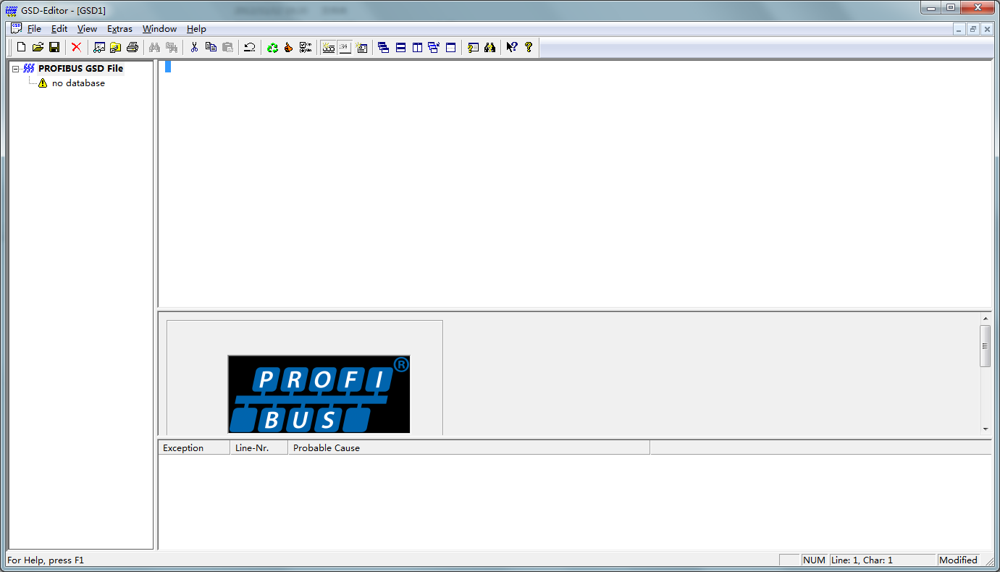 GSD-Editor - [GSD1]
File Edit View Extras Window Help
PROFIBUS GSD File
no database
PROFI®
BUS
Exception Line-Nr. Probable Cause
For Help, press F1 NUM Line: 1, Char: 1 Modified